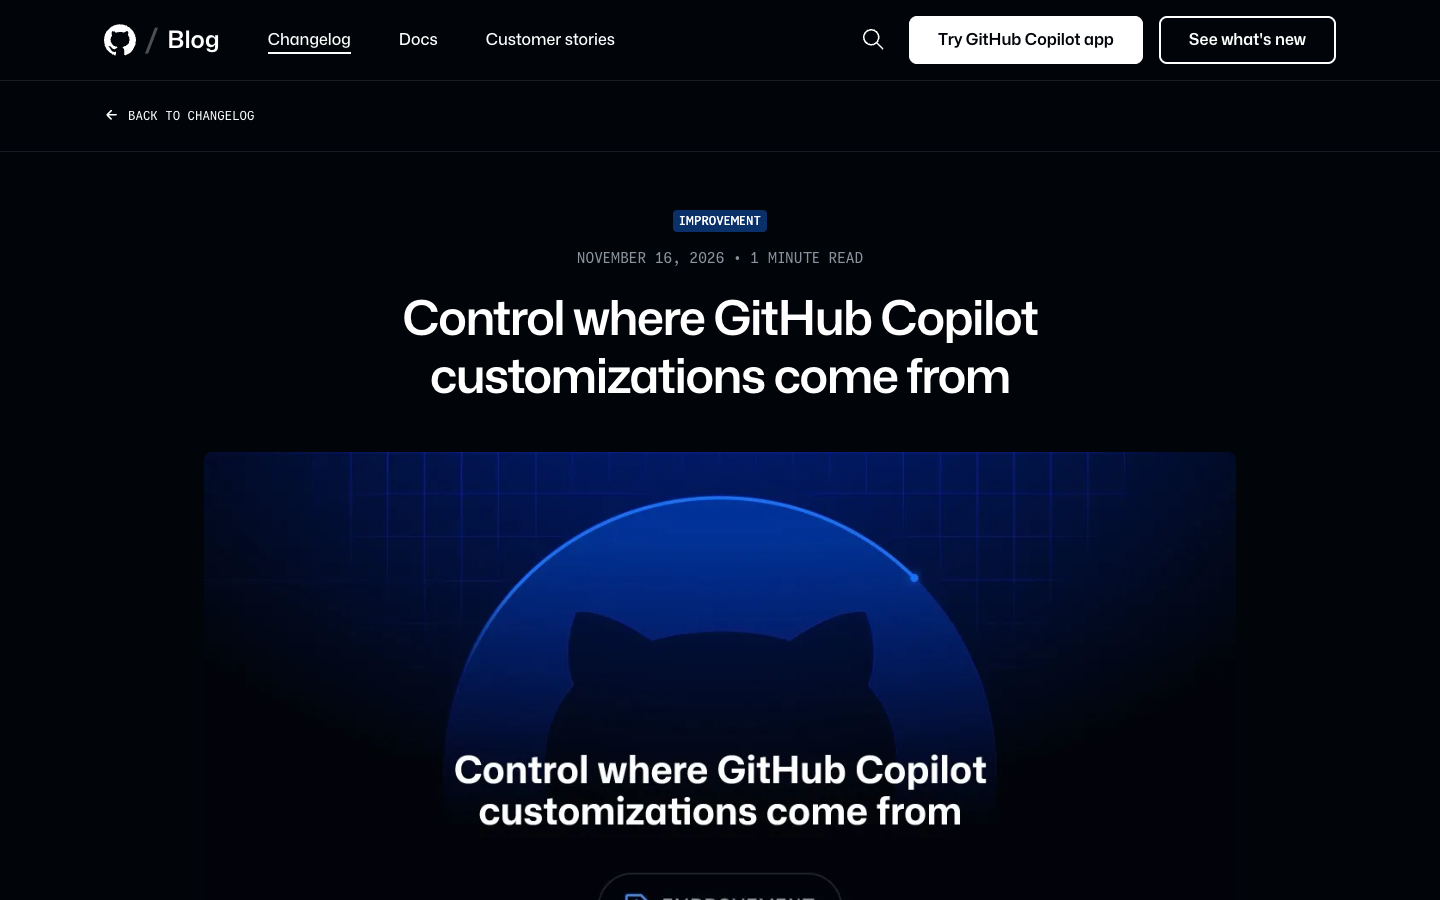 / Blog
Changelog
Docs
Customer stories
Try GitHub Copilot app
See what's new
← BACK TO CHANGELOG
IMPROVEMENT
NOVEMBER 16, 2026 • 1 MINUTE READ
Control where GitHub Copilot
customizations come from
Control where GitHub Copilot
customizations come from